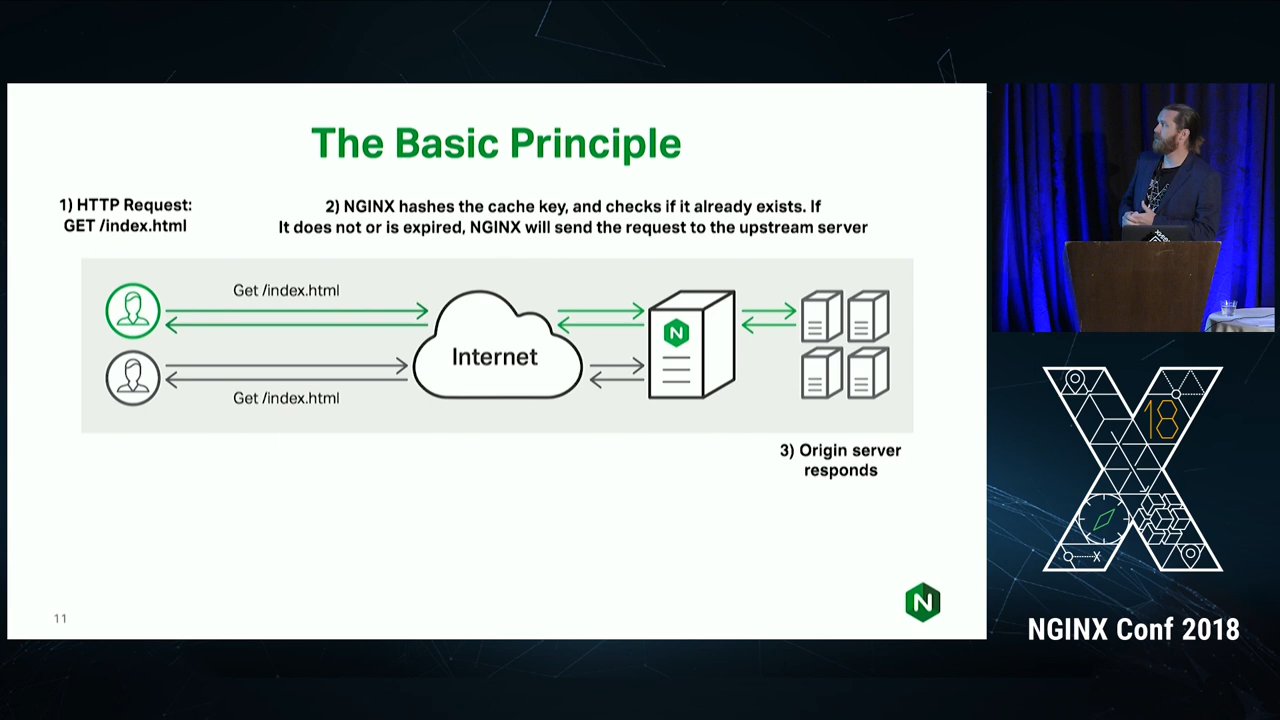 The Basic Principle
1) HTTP Request:
GET /index.html
2) NGINX hashes the cache key, and checks if it already exists. If
It does not or is expired, NGINX will send the request to the upstream server
Get /index.html
Internet
N
Get /index.html
3) Origin server
responds
11
N
18
X
NGINX Conf 2018